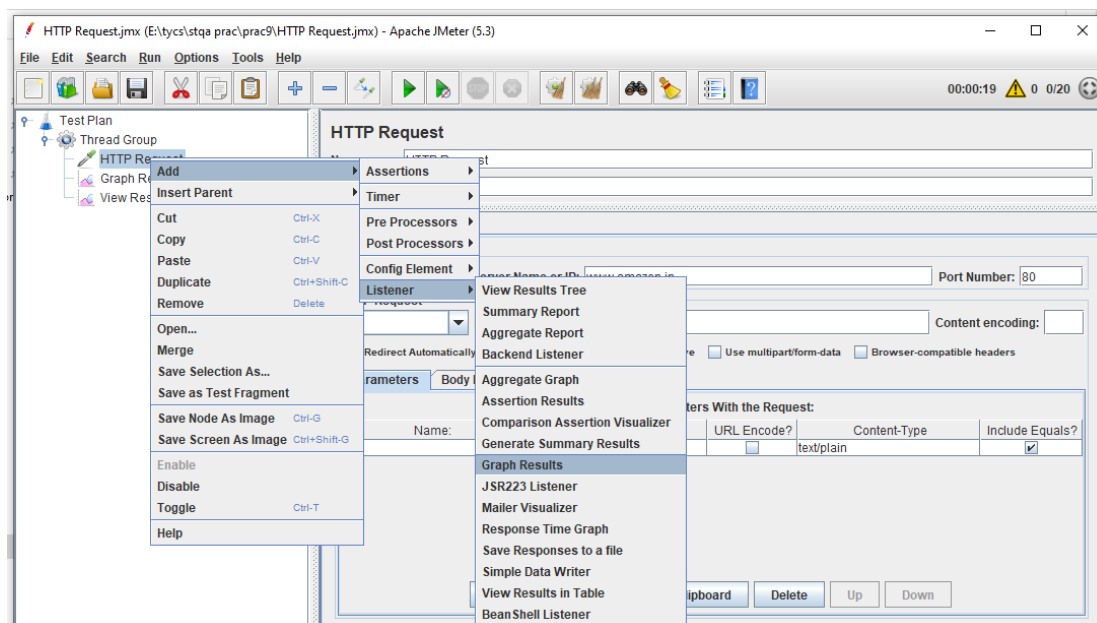 HTTP Request.jmx (E:\tycs\stqa prac\prac9\HTTP Request.jmx) - Apache JMeter (5.3)
File Edit Search Run Options Tools Help
00:00:19 0 0/20
Test Plan
Thread Group
HTTP Request
Graph Re
View Res
HTTP Request
Add
Insert Parent
Cut Ctrl-X
Copy Ctrl-C
Paste Ctrl-V
Duplicate Ctrl+Shift-C
Remove Delete
Open...
Merge
Save Selection As...
Save as Test Fragment
Save Node As Image Ctrl-G
Save Screen As Image Ctrl+Shift-G
Enable
Disable
Toggle Ctrl-T
Help
Assertions
Timer
Pre Processors
Post Processors
Config Element
Listener
View Results Tree
Summary Report
Aggregate Report
Backend Listener
Aggregate Graph
Assertion Results
Comparison Assertion Visualizer
Generate Summary Results
Graph Results
JSR223 Listener
Mailer Visualizer
Response Time Graph
Save Responses to a file
Simple Data Writer
View Results in Table
BeanShell Listener
Port Number: 80
Content encoding:
Redirect Automatically
Use multipart/form-data Browser-compatible headers
rameters Body
ters With the Request:
Name: URL Encode? Content-Type Include Equals?
text/plain
lipboard Delete Up Down